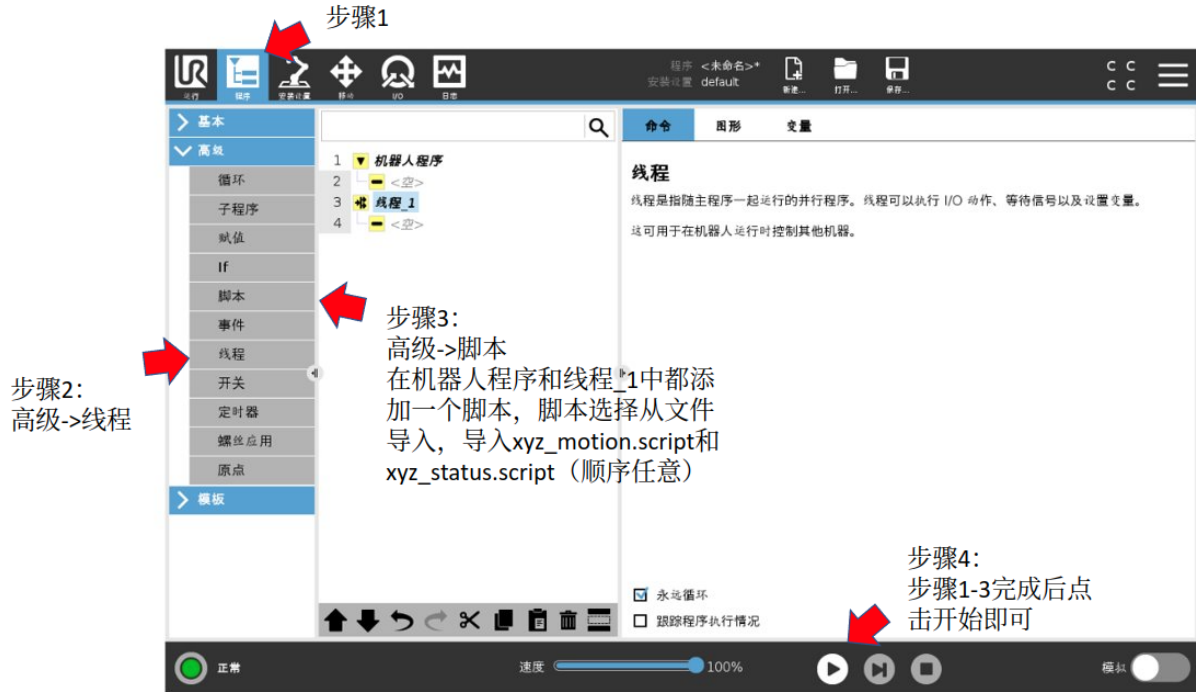 步骤1
UR
运行
程序
安装设置
移动
I/O
日志
程序 <未命名>*
安装设置 default
新建...
打开...
保存...
C C
C C
基本
高级
循环
子程序
赋值
If
脚本
事件
线程
开关
定时器
螺丝应用
原点
模板
1 机器人程序
2 <空>
3 线程_1
4 <空>
命令 图形 变量
线程
线程是指随主程序一起运行的并行程序。线程可以执行 I/O 动作、等待信号以及设置变量。
这可用于在机器人运行时控制其他机器。
步骤2：
高级->线程
步骤3：
高级->脚本
在机器人程序和线程_1中都添
加一个脚本，脚本选择从文件
导入，导入xyz_motion.script和
xyz_status.script（顺序任意）
步骤4：
步骤1-3完成后点
击开始即可
永远循环
跟踪程序执行情况
正常
速度
100%
模拟